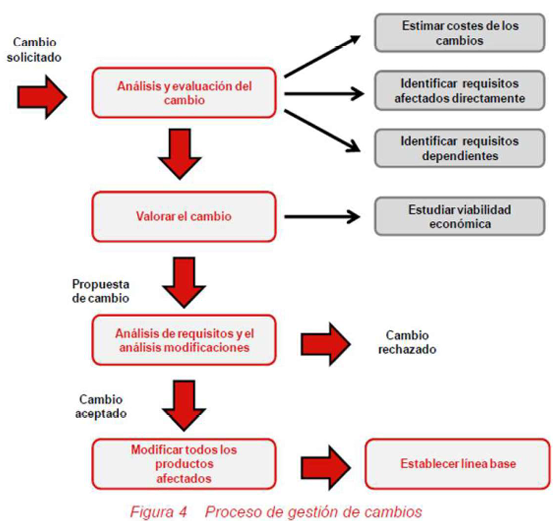 Estimar costes de los
cambios
Cambio
solicitado
Análisis y evaluación del
cambio
Identificar requisitos
afectados directamente
Identificar requisitos
dependientes
Valorar el cambio
Estudiar viabilidad
económica
Propuesta
de cambio
Análisis de requisitos y el
análisis modificaciones
Cambio
rechazado
Cambio
aceptado
Modificar todos los
productos
afectados
Establecer línea base
Figura 4 Proceso de gestión de cambios